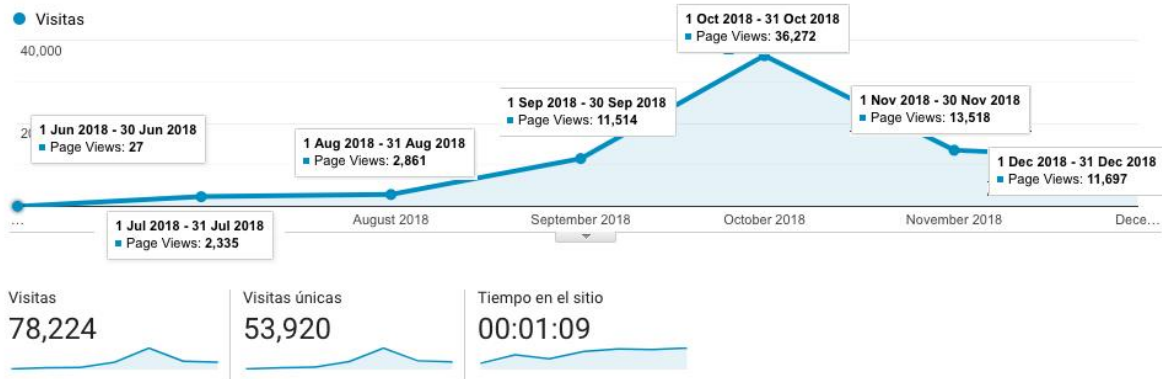 Visitas
1 Oct 2018 - 31 Oct 2018
Page Views: 36,272
40,000
1 Sep 2018 - 30 Sep 2018
Page Views: 11,514
1 Nov 2018 - 30 Nov 2018
Page Views: 13,518
1 Jun 2018 - 30 Jun 2018
Page Views: 27
1 Aug 2018 - 31 Aug 2018
Page Views: 2,861
1 Dec 2018 - 31 Dec 2018
Page Views: 11,697
...
1 Jul 2018 - 31 Jul 2018
Page Views: 2,335
August 2018
September 2018
October 2018
November 2018
Dece...
Visitas
78,224
Visitas únicas
53,920
Tiempo en el sitio
00:01:09